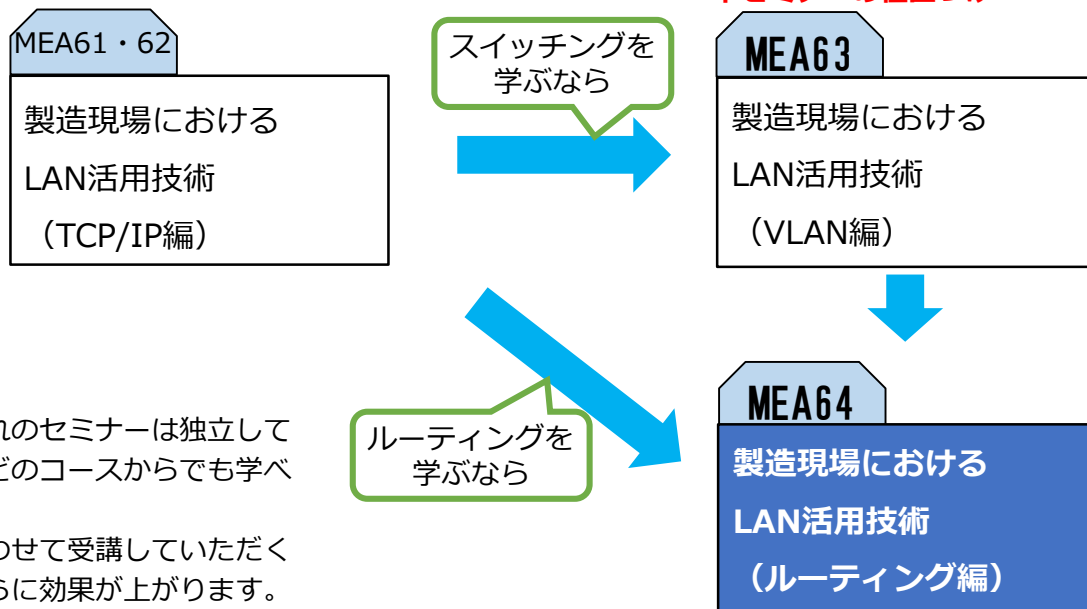 MEA61・62
製造現場における
LAN活用技術
（TCP/IP編）
スイッチングを
学ぶなら
MEA63
製造現場における
LAN活用技術
（VLAN編）
ルーティングを
学ぶなら
MEA64
製造現場における
LAN活用技術
（ルーティング編）
のセミナーは独立して
どのコースからでも学べ
わせて受講していただく
らに効果が上がります。